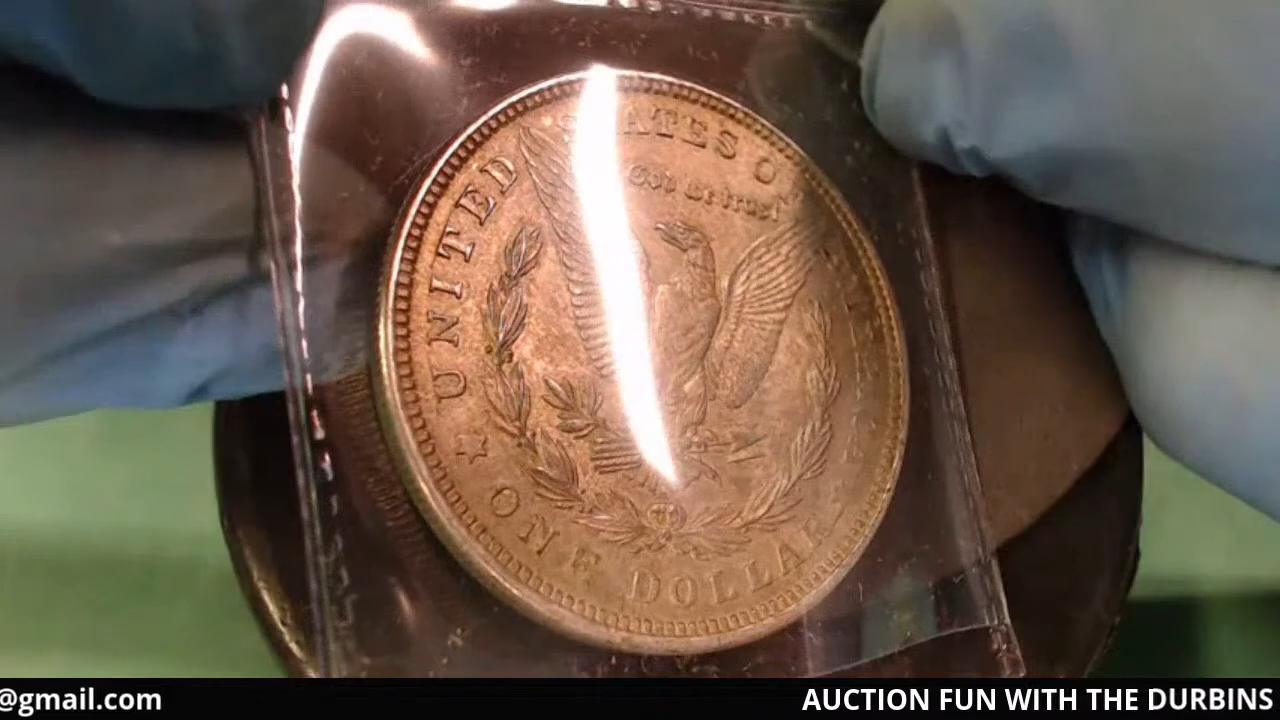 UNITED STATES O
In God we trust
ONE DOLLAR
@gmail.com
AUCTION FUN WITH THE DURBINS